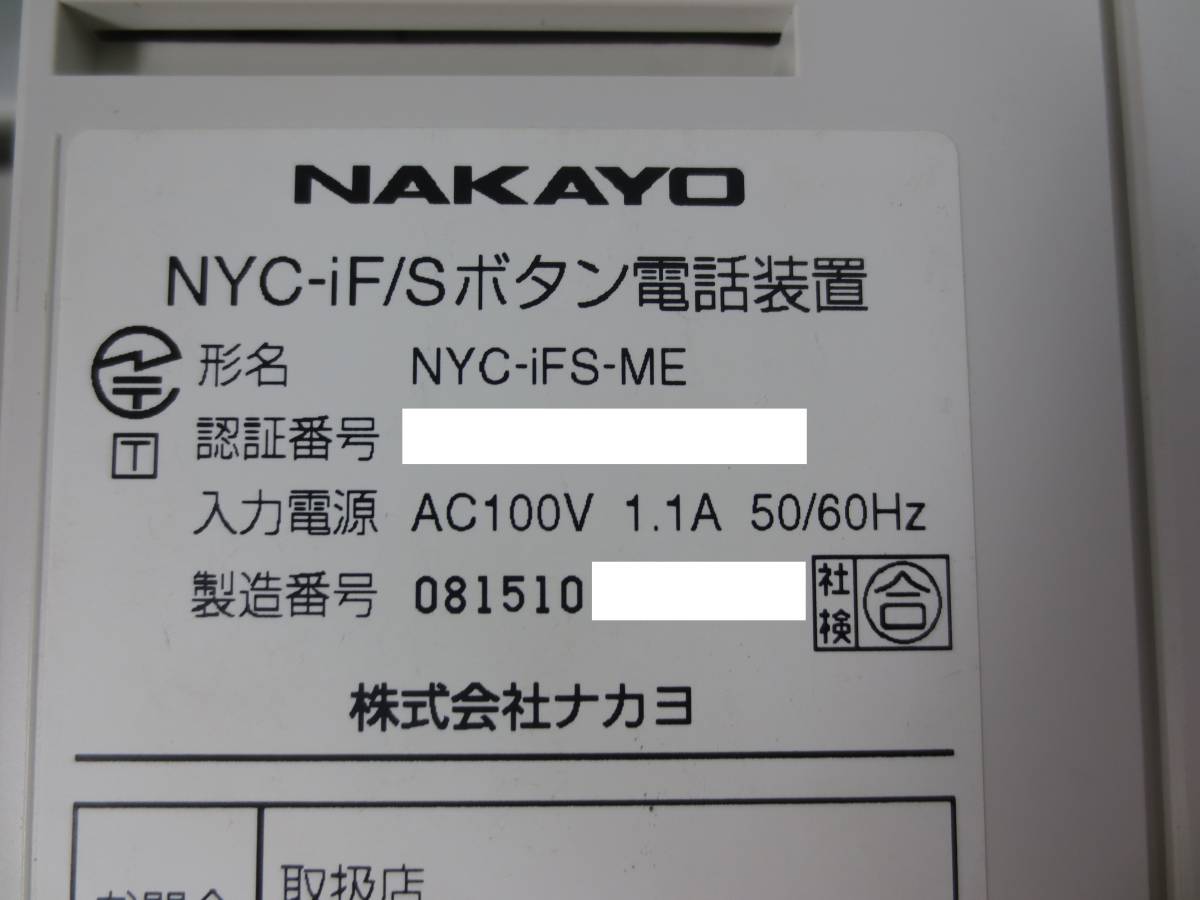 NAKAYO
NYC-iF/Sボタン電話装置
形名 NYC-iFS-ME
認証番号
T
入力電源 AC100V 1.1A 50/60Hz
製造番号 081510
社検 合
株式会社ナカヨ
取扱店